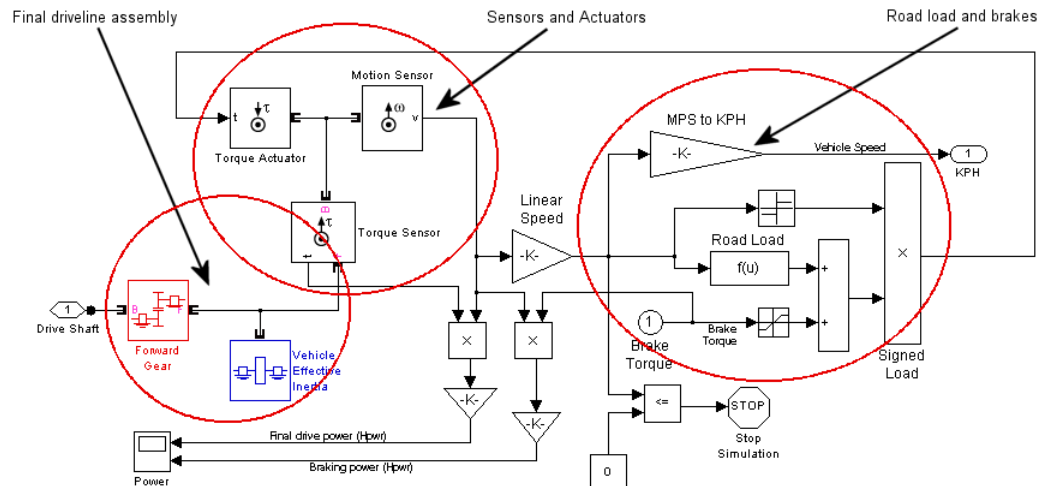 Final driveline assembly
Sensors and Actuators
Road load and brakes
Motion Sensor
MPS to KPH
t
τ
ω
v
-K-
Vehicle Speed
1
Torque Actuator
KPH
B
Linear
Speed
τ
Torque Sensor
Road Load
t
F
-K-
f(u)
+
×
1
B
F
Drive Shaft
×
×
1
Brake
Torque
+
Forward
Gear
Vehicle
Effective
Inertia
Brake
Torque
Signed
Load
-K-
-K-
<=
STOP
Final drive power (Hpwr)
Stop
Simulation
Braking power (Hpwr)
0
Power